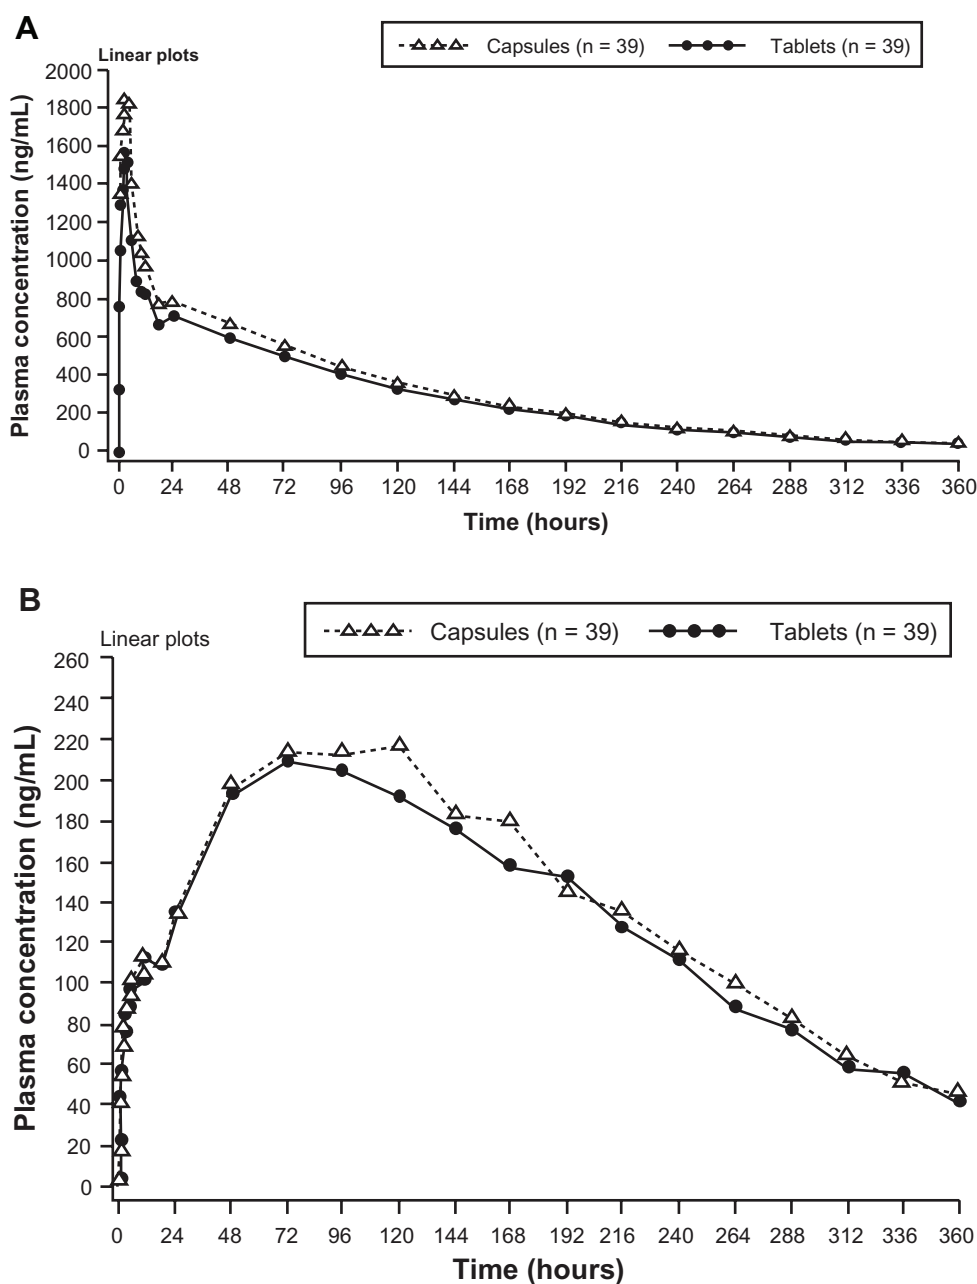 A
Linear plots
Capsules (n = 39) Tablets (n = 39)
Plasma concentration (ng/mL)
2000
1800
1600
1400
1200
1000
800
600
400
200
0
0 24 48 72 96 120 144 168 192 216 240 264 288 312 336 360
Time (hours)
B
Linear plots
Capsules (n = 39) Tablets (n = 39)
Plasma concentration (ng/mL)
260
240
220
200
180
160
140
120
100
80
60
40
20
0
0 24 48 72 96 120 144 168 192 216 240 264 288 312 336 360
Time (hours)